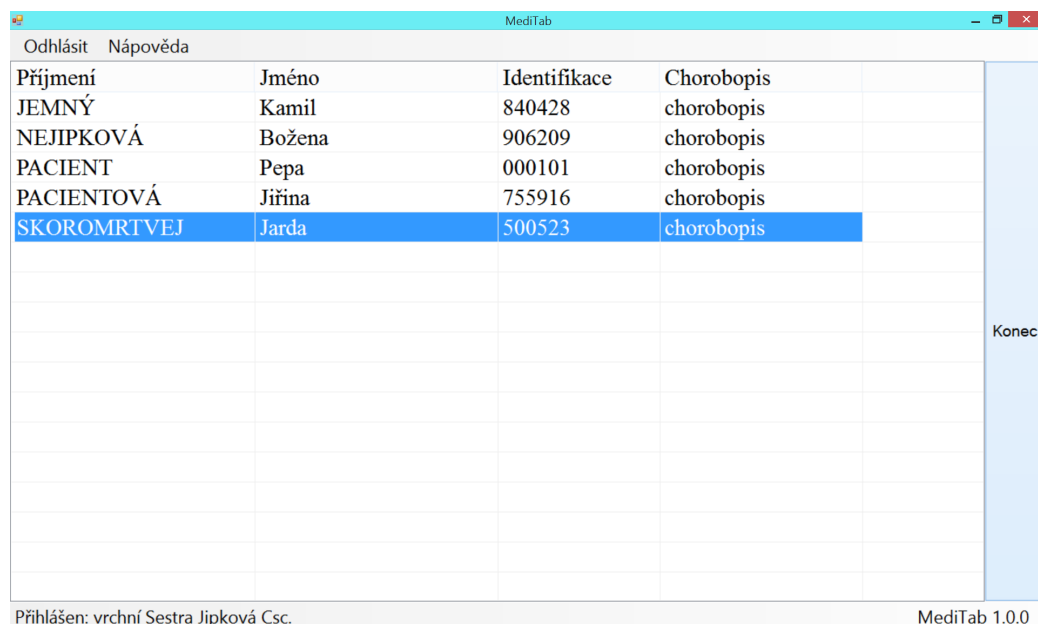 MediTab
Odhlásit Nápověda
Příjmení Jméno Identifikace Chorobopis
JEMNÝ Kamil 840428 chorobopis
NEJIPKOVÁ Božena 906209 chorobopis
PACIENT Pepa 000101 chorobopis
PACIENTOVÁ Jiřina 755916 chorobopis
SKOROMRTVEJ Jarda 500523 chorobopis
Konec
Přihlášen: vrchní Sestra Jipková Csc. MediTab 1.0.0